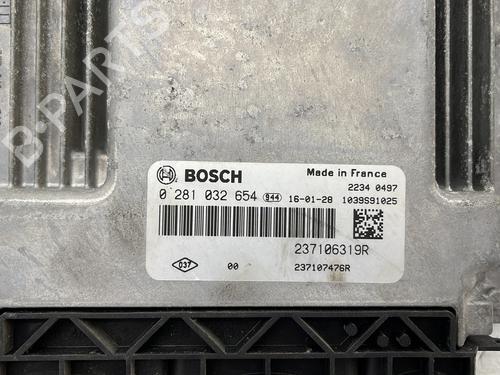 B-PARTS
BOSCH
Made in France
2234 0497
0 281 032 654 944 16-01-28 1039S91025
237106319R
037 00 237107476R